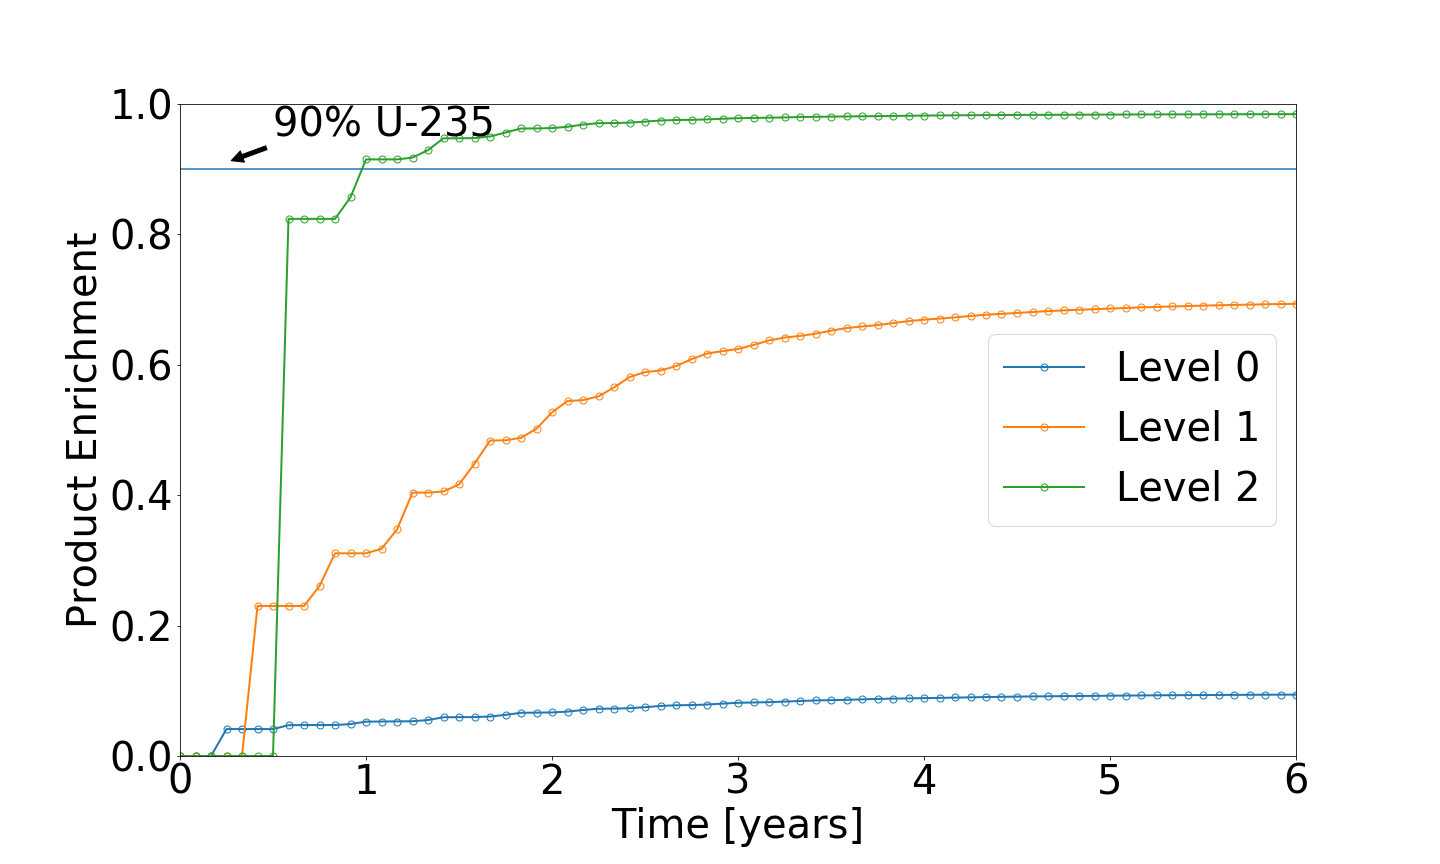 90% U-235
1.0
0.8
0.6
0.4
0.2
0.0
Product Enrichment
Level 0
Level 1
Level 2
0 1 2 3 4 5 6
Time [years]